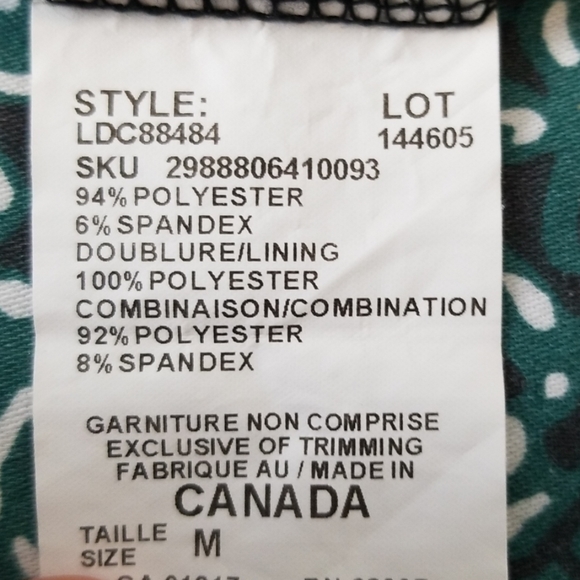 STYLE: LOT
LDC88484 144605
SKU 2988806410093
94% POLYESTER
6% SPANDEX
DOUBLURE/LINING
100% POLYESTER
COMBINAISON/COMBINATION
92% POLYESTER
8% SPANDEX
GARNITURE NON COMPRISE
EXCLUSIVE OF TRIMMING
FABRIQUE AU / MADE IN
CANADA
TAILLE
SIZE M